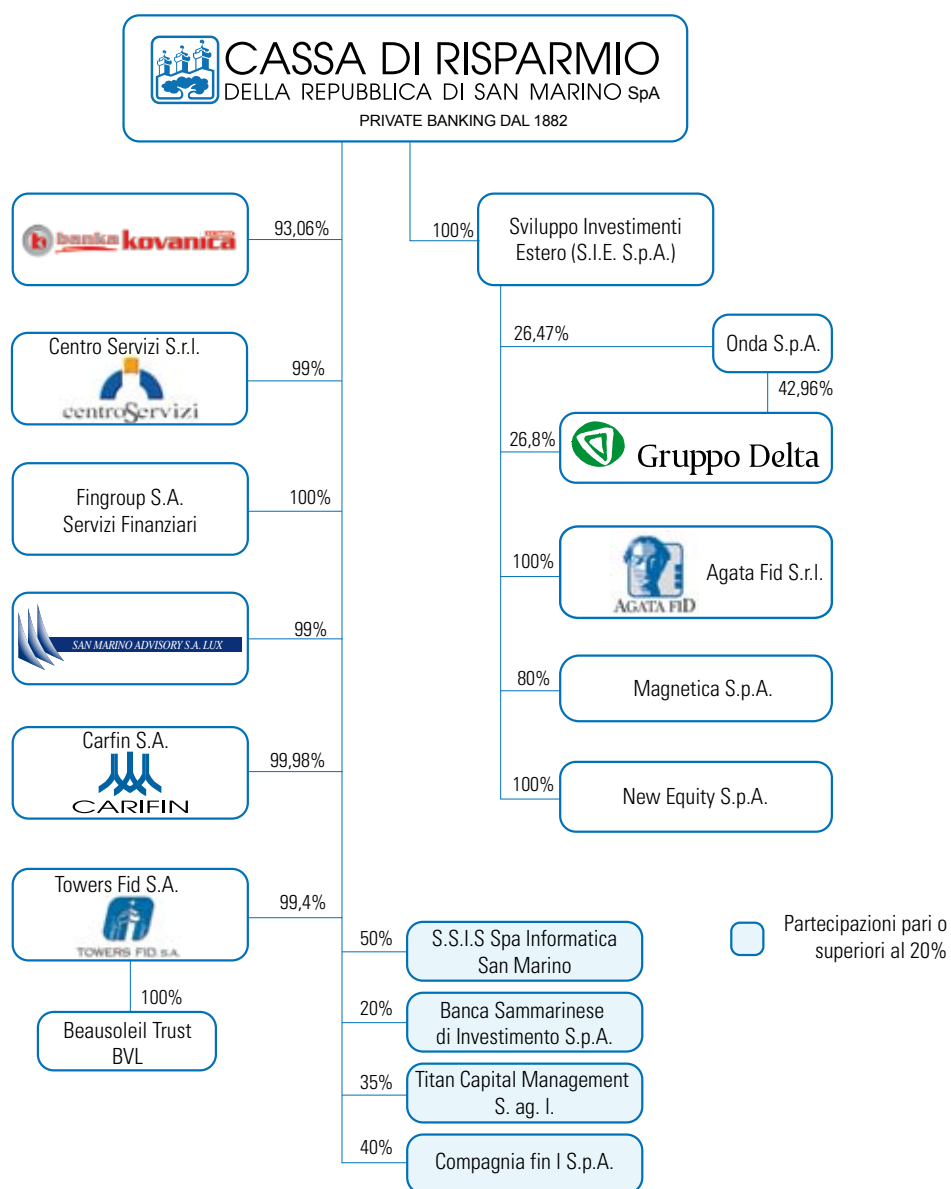 CASSA DI RISPARMIO
DELLA REPUBBLICA DI SAN MARINO SpA
PRIVATE BANKING DAL 1882
banka kovanica
93,06%
100%
Sviluppo Investimenti
Estero (S.I.E. S.p.A.)
Centro Servizi S.r.l.
centroServizi
99%
26,47%
Onda S.p.A.
42,96%
26,8%
Gruppo Delta
Fingroup S.A.
Servizi Finanziari
100%
100%
AGATA FID
Agata Fid S.r.l.
SAN MARINO ADVISORY S.A. LUX
99%
80%
Magnetica S.p.A.
Carfin S.A.
CARIFIN
99,98%
100%
New Equity S.p.A.
Towers Fid S.A.
TOWERS FID S.A.
99,4%
100%
Beausoleil Trust
BVL
50%
S.S.I.S Spa Informatica
San Marino
20%
Banca Sammarinese
di Investimento S.p.A.
35%
Titan Capital Management
S. ag. l.
40%
Compagnia fin I S.p.A.
Partecipazioni pari o
superiori al 20%